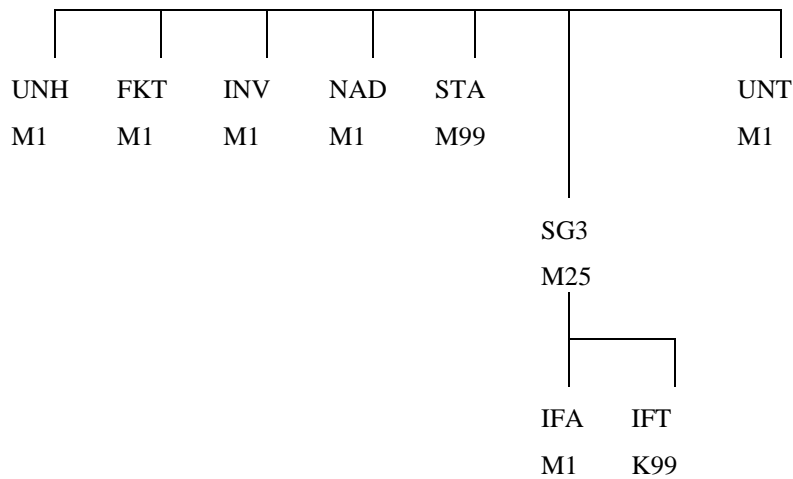 UNH FKT INV NAD STA UNT
M1 M1 M1 M1 M99 M1
SG3
M25
IFA IFT
M1 K99